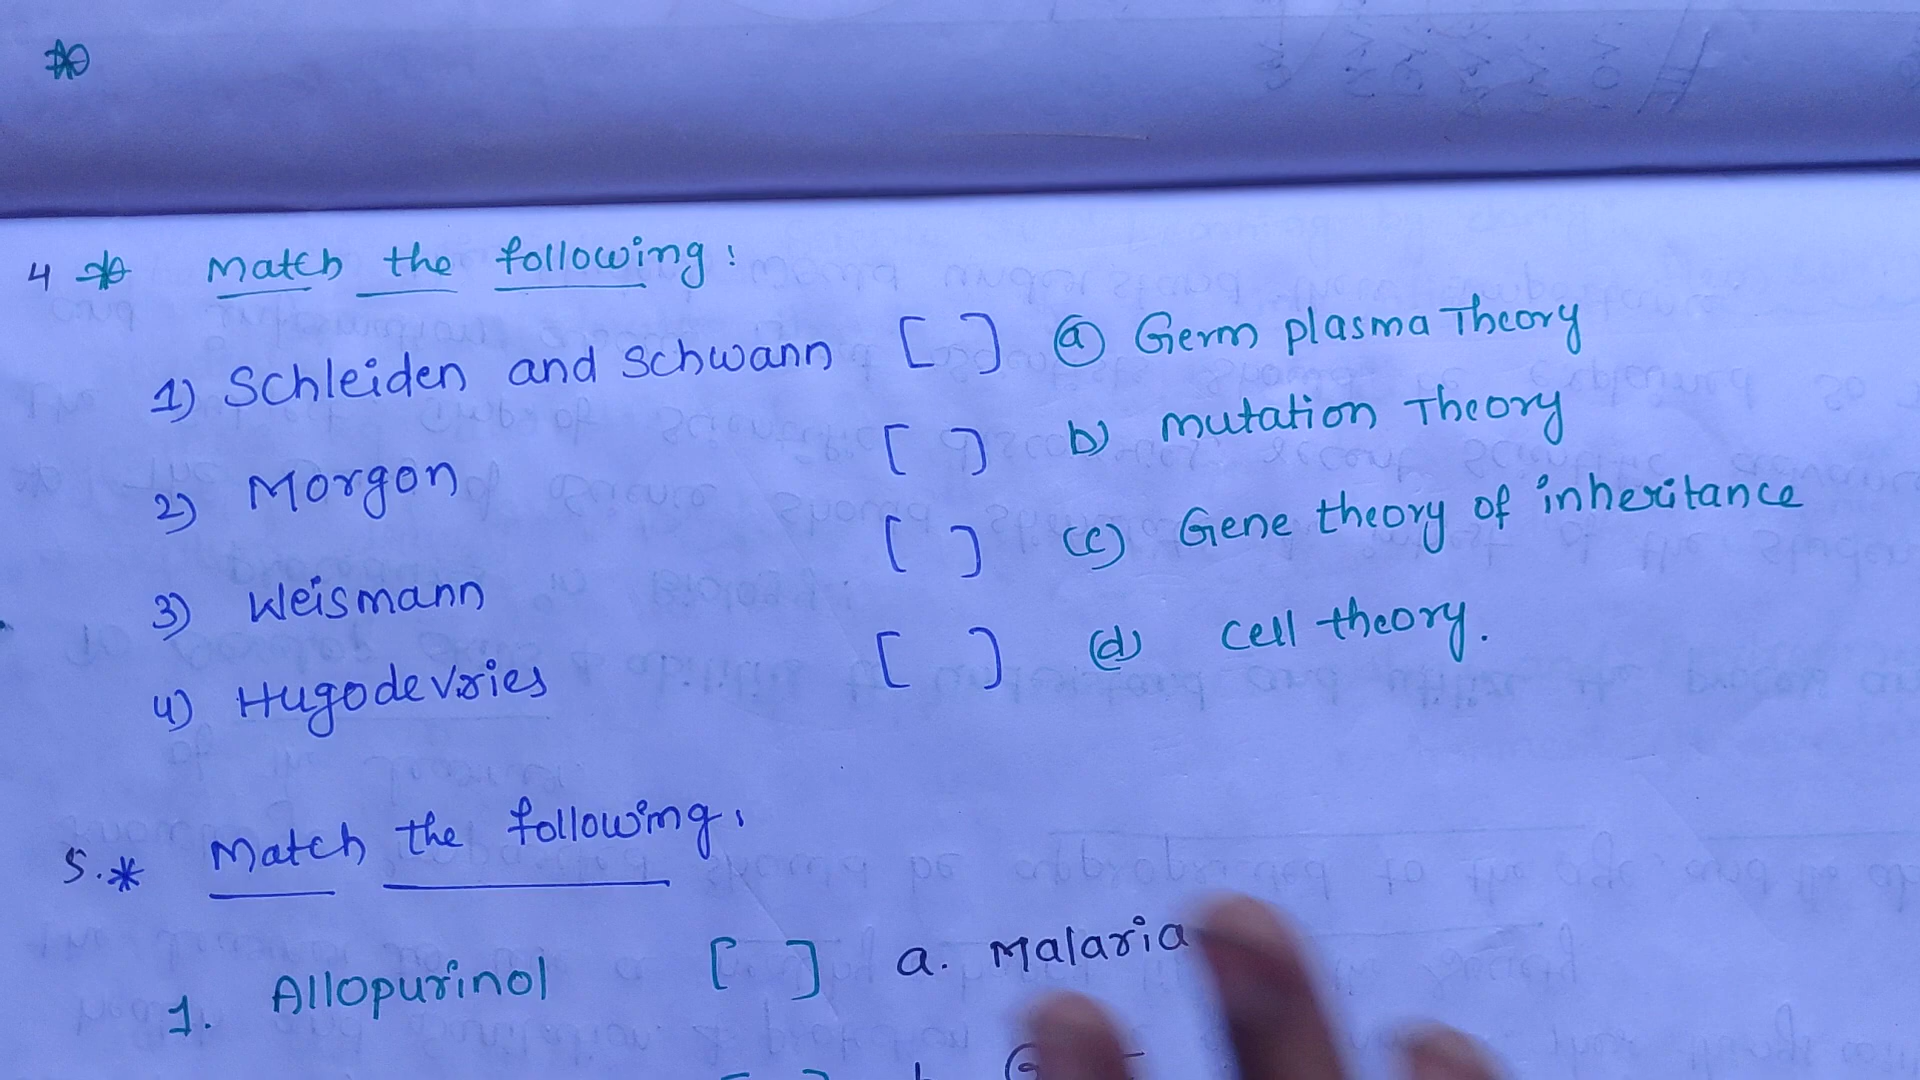 4 * Match the following:
1) Schleiden and Schwann [ ] (a) Germ plasma Theory
2) Morgon [ ] b) mutation Theory
3) Weismann [ ] (c) Gene theory of inheritance
4) Hugodevries [ ] (d) cell theory.
5.* Match the following:
1. Allopurinol [ ] a. Malaria